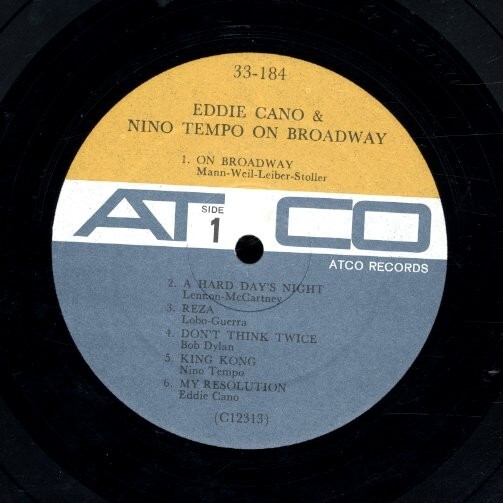 33-184
EDDIE CANO &
NINO TEMPO ON BROADWAY
1. ON BROADWAY
Mann-Weil-Leiber-Stoller
ATCO
SIDE
1
ATCO RECORDS
2. A HARD DAY'S NIGHT
Lennon-McCartney
3. REZA
Lobo-Guerra
4. DON'T THINK TWICE
Bob Dylan
5. KING KONG
Nino Tempo
6. MY RESOLUTION
Eddie Cano
(C12313)